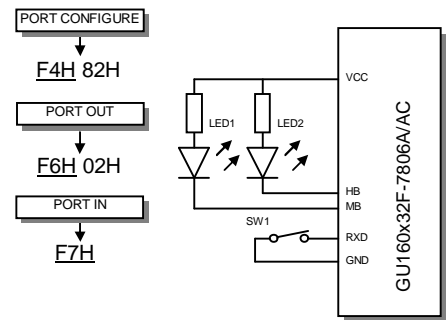 PORT CONFIGURE
F4H 82H
PORT OUT
F6H 02H
PORT IN
F7H
VCC
LED1
LED2
HB
MB
SW1
RXD
GND
GU160x32F-7806A/AC